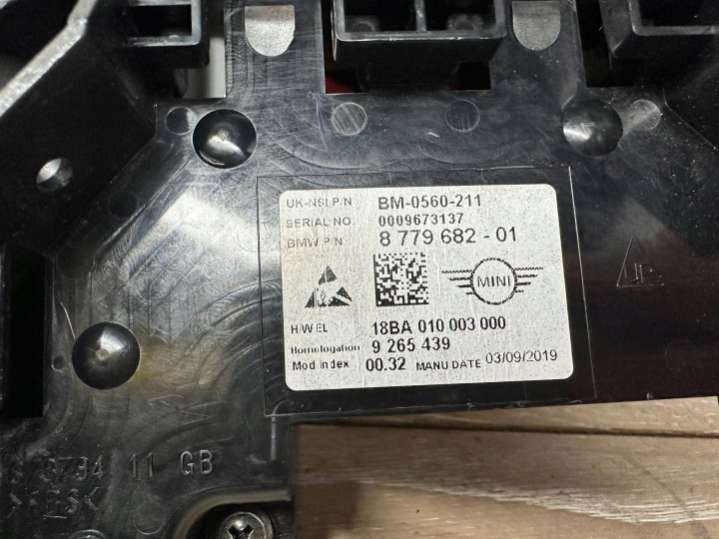 UK-NSI P/N BM-0560-211
SERIAL NO. 0009673137
BMW P/N 8 779 682 - 01
MINI
H/W EL 18BA 010 003 000
Homologation 9 265 439
Mod index 00.32 MANU DATE 03/09/2019
UP
11 GB